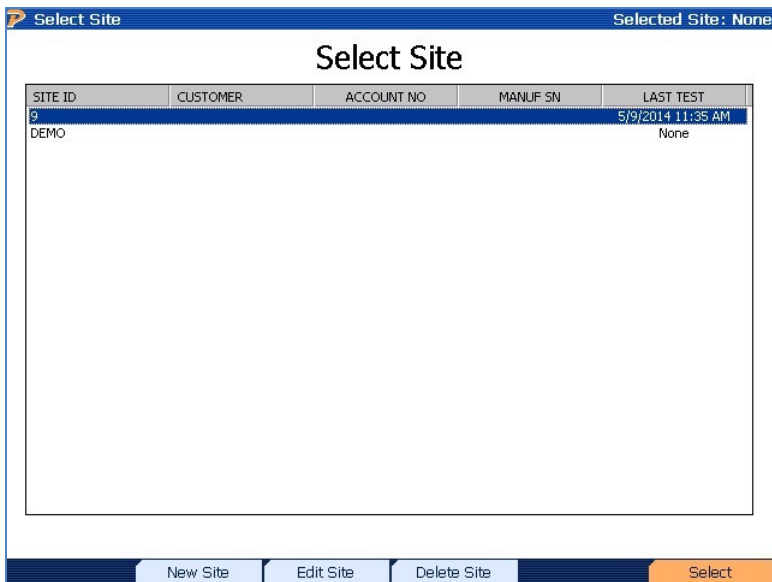 Select Site Selected Site: None
Select Site
SITE ID CUSTOMER ACCOUNT NO MANUF SN LAST TEST
9 5/9/2014 11:35 AM
DEMO None
New Site Edit Site Delete Site Select